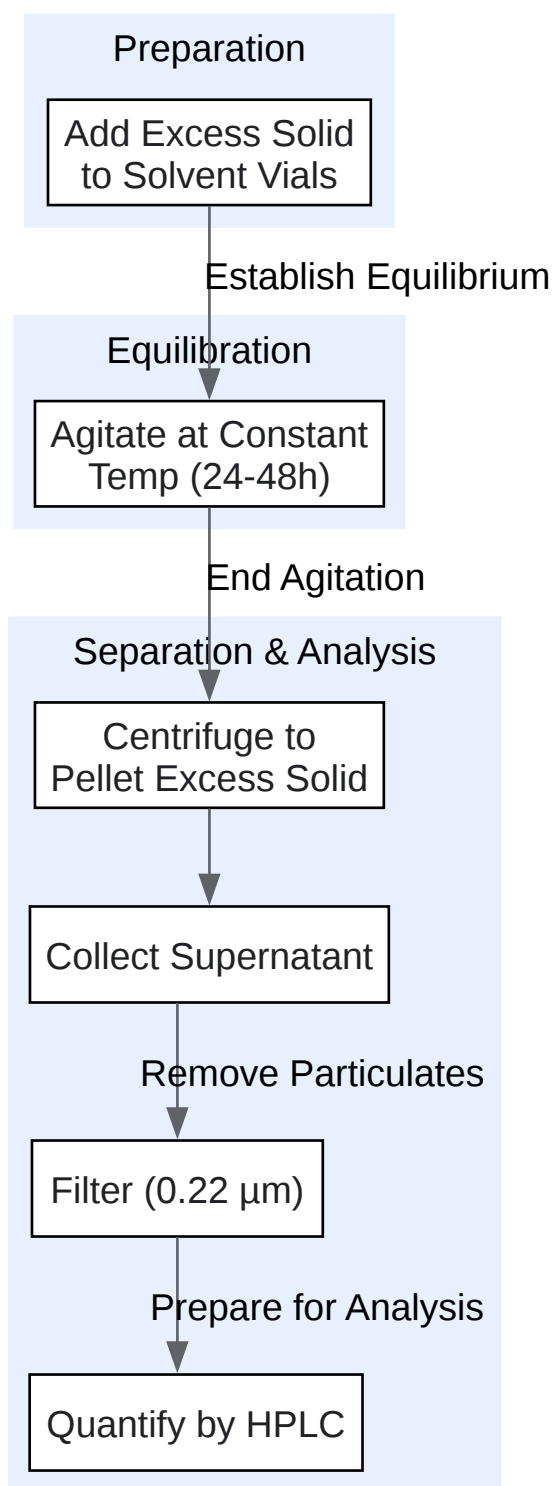 Preparation
Add Excess Solid
to Solvent Vials
Establish Equilibrium
Equilibration
Agitate at Constant
Temp (24-48h)
End Agitation
Separation & Analysis
Centrifuge to
Pellet Excess Solid
Collect Supernatant
Remove Particulates
Filter (0.22 µm)
Prepare for Analysis
Quantify by HPLC